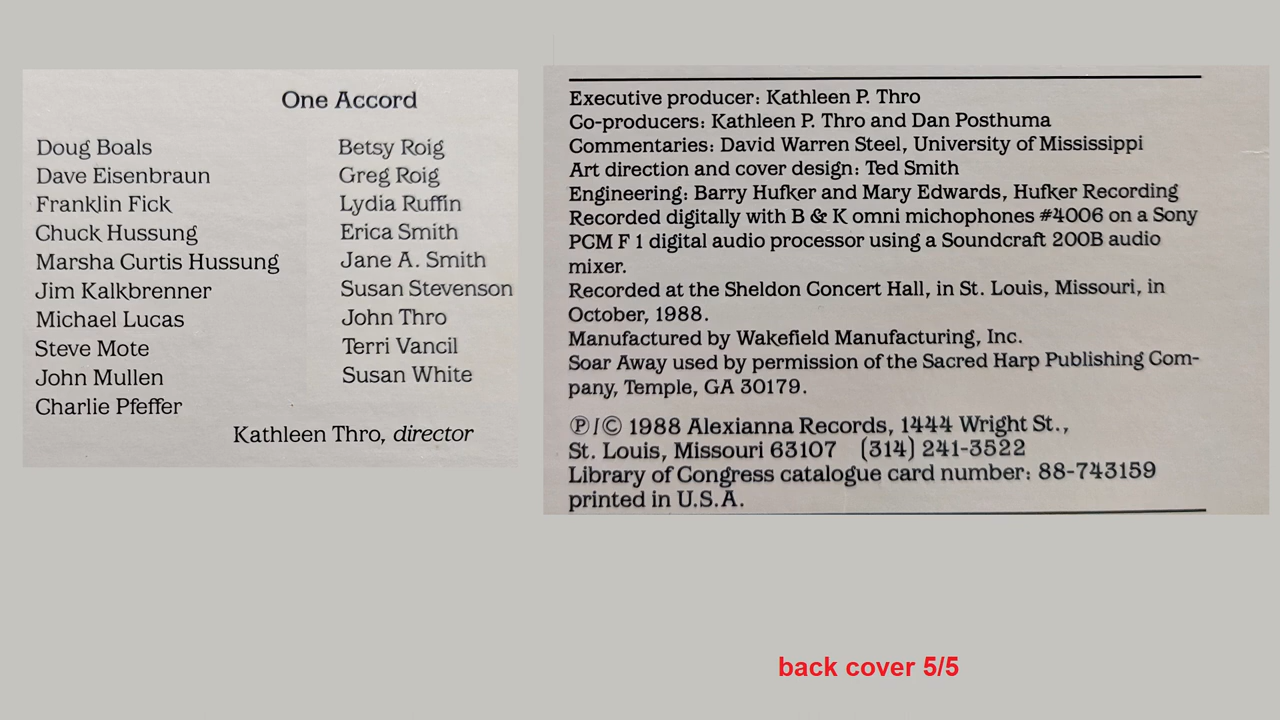 One Accord
Doug Boals
Dave Eisenbraun
Franklin Fick
Chuck Hussung
Marsha Curtis Hussung
Jim Kalkbrenner
Michael Lucas
Steve Mote
John Mullen
Charlie Pfeffer
Betsy Roig
Greg Roig
Lydia Ruffin
Erica Smith
Jane A. Smith
Susan Stevenson
John Thro
Terri Vancil
Susan White
Kathleen Thro, director
Executive producer: Kathleen P. Thro
Co-producers: Kathleen P. Thro and Dan Posthuma
Commentaries: David Warren Steel, University of Mississippi
Art direction and cover design: Ted Smith
Engineering: Barry Hufker and Mary Edwards, Hufker Recording
Recorded digitally with B & K omni michophones #4006 on a Sony
PCM F 1 digital audio processor using a Soundcraft 200B audio
mixer.
Recorded at the Sheldon Concert Hall, in St. Louis, Missouri, in
October, 1988.
Manufactured by Wakefield Manufacturing, Inc.
Soar Away used by permission of the Sacred Harp Publishing Com-
pany, Temple, GA 30179.
℗/© 1988 Alexianna Records, 1444 Wright St.,
St. Louis, Missouri 63107 (314) 241-3522
Library of Congress catalogue card number: 88-743159
printed in U.S.A.
back cover 5/5